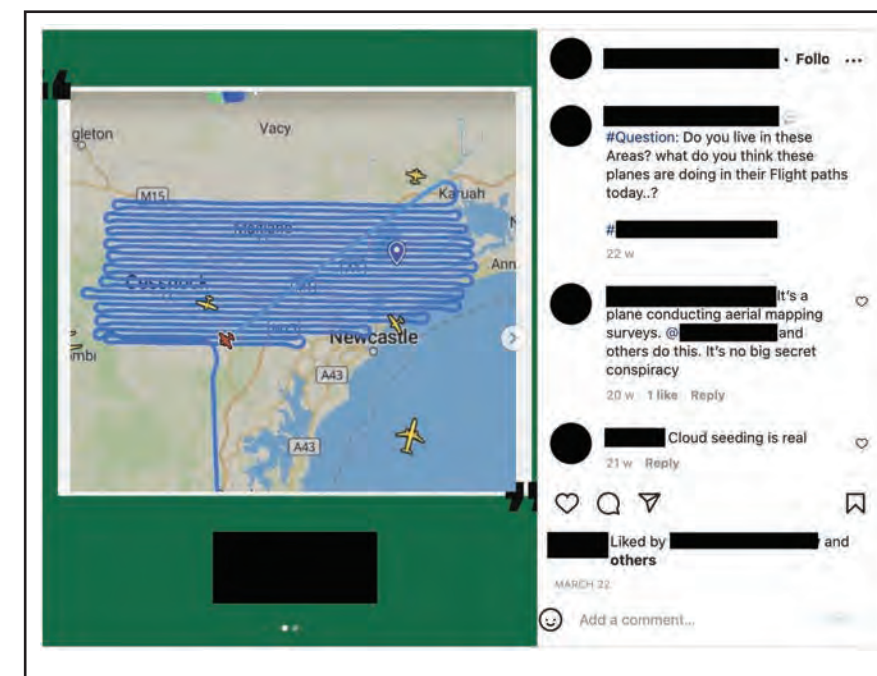 ❝
gleton
Vacy
M15
Karuah
Maitland
Cessnock
Ann
Newcastle
mbi
A43
A43
❞
· Follo ...
#Question: Do you live in these
Areas? what do you think these
planes are doing in their Flight paths
today..?
#
22 w
It's a
plane conducting aerial mapping
surveys. @ and
others do this. It's no big secret
conspiracy
20 w 1 like Reply
Cloud seeding is real
21 w Reply
Liked by and
others
MARCH 22
Add a comment...